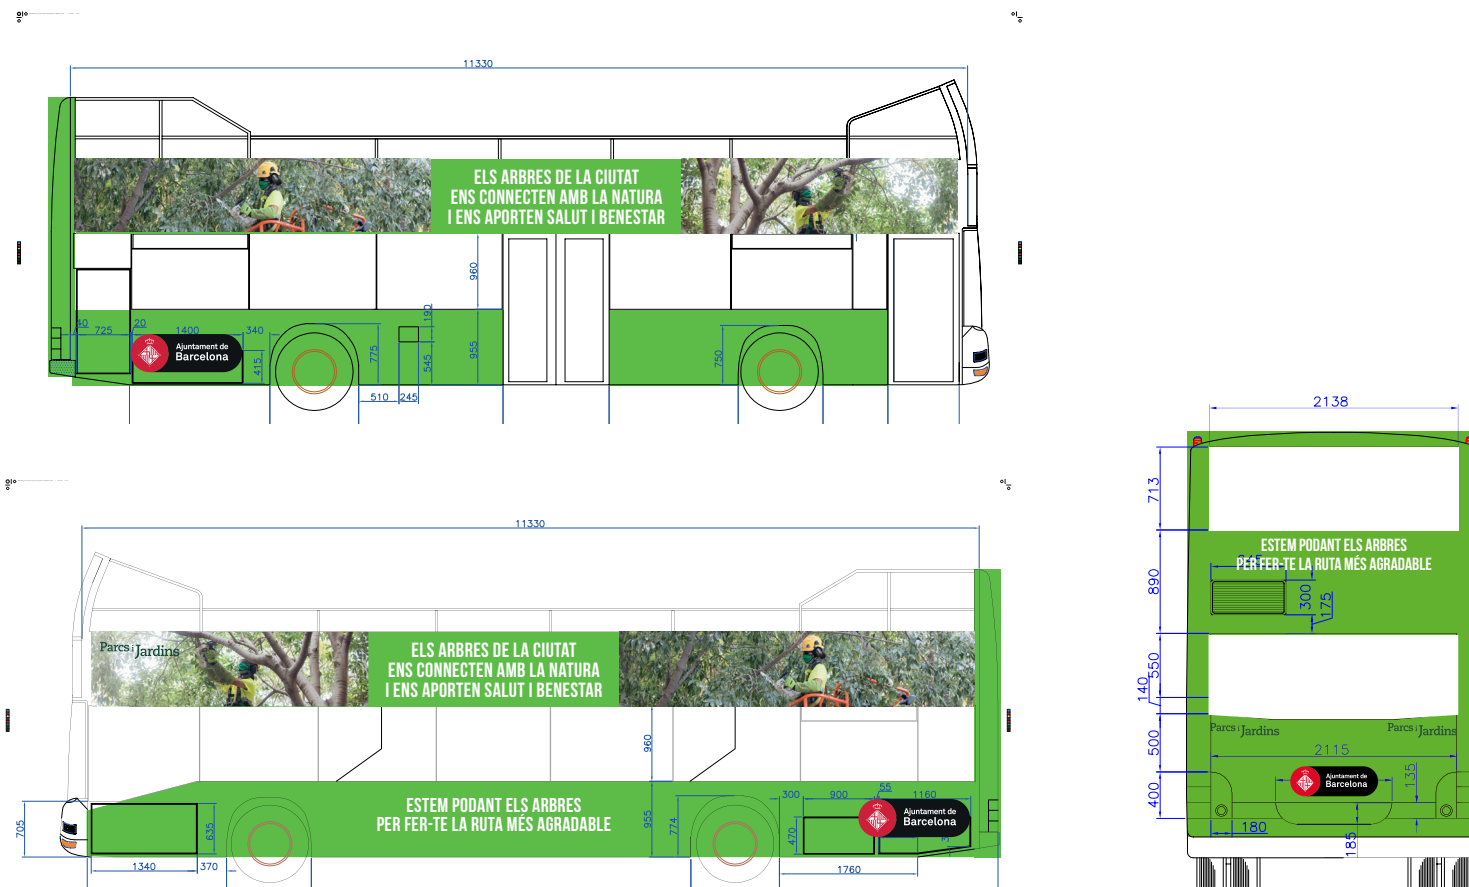 11330
ELS ARBRES DE LA CIUTAT
ENS CONNECTEN AMB LA NATURA
I ENS APORTEN SALUT I BENESTAR
960
190
40
725
20
1400
340
Ajuntament de
Barcelona
415
775
545
955
750
510
245
11330
Parcs i Jardins
ELS ARBRES DE LA CIUTAT
ENS CONNECTEN AMB LA NATURA
I ENS APORTEN SALUT I BENESTAR
960
ESTEM PODANT ELS ARBRES
PER FER-TE LA RUTA MÉS AGRADABLE
705
635
955
774
300
900
55
1160
470
Ajuntament de
Barcelona
1340
370
1760
2138
713
ESTEM PODANT ELS ARBRES
PER FER-TE LA RUTA MÉS AGRADABLE
890
300
175
550
140
500
Parcs i Jardins
Parcs i Jardins
2115
Ajuntament de
Barcelona
135
400
180
185